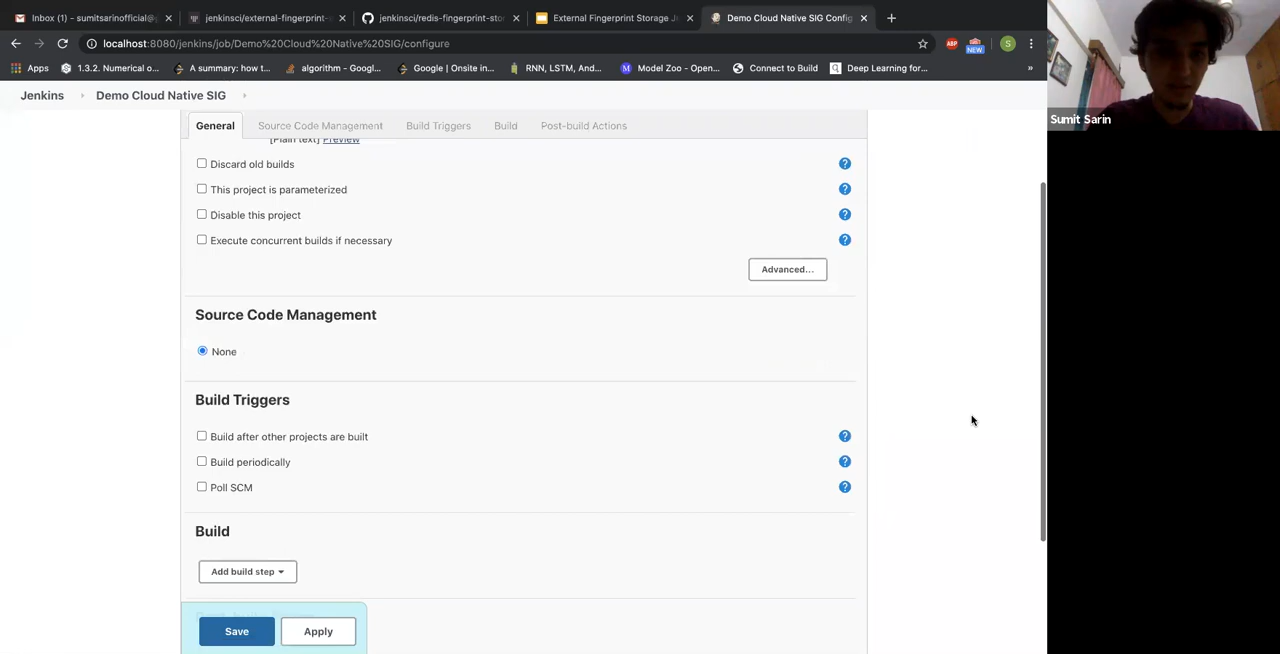 Inbox (1) - sumitsarinofficial@g
jenkinsci/external-fingerprint-s
jenkinsci/redis-fingerprint-stor
External Fingerprint Storage Je
Demo Cloud Native SIG Config
localhost:8080/jenkins/job/Demo%20Cloud%20Native%20SIG/configure
ABP
NEW
S
Apps
1.3.2. Numerical o...
A summary: how t...
algorithm - Googl...
Google | Onsite in...
RNN, LSTM, And...
Model Zoo - Open...
Connect to Build
Deep Learning for...
»
Jenkins
Demo Cloud Native SIG
General
Source Code Management
Build Triggers
Build
Post-build Actions
[Plain text] Preview
Discard old builds
This project is parameterized
Disable this project
Execute concurrent builds if necessary
Advanced...
Source Code Management
None
Build Triggers
Build after other projects are built
Build periodically
Poll SCM
Build
Add build step
Save
Apply
Sumit Sarin